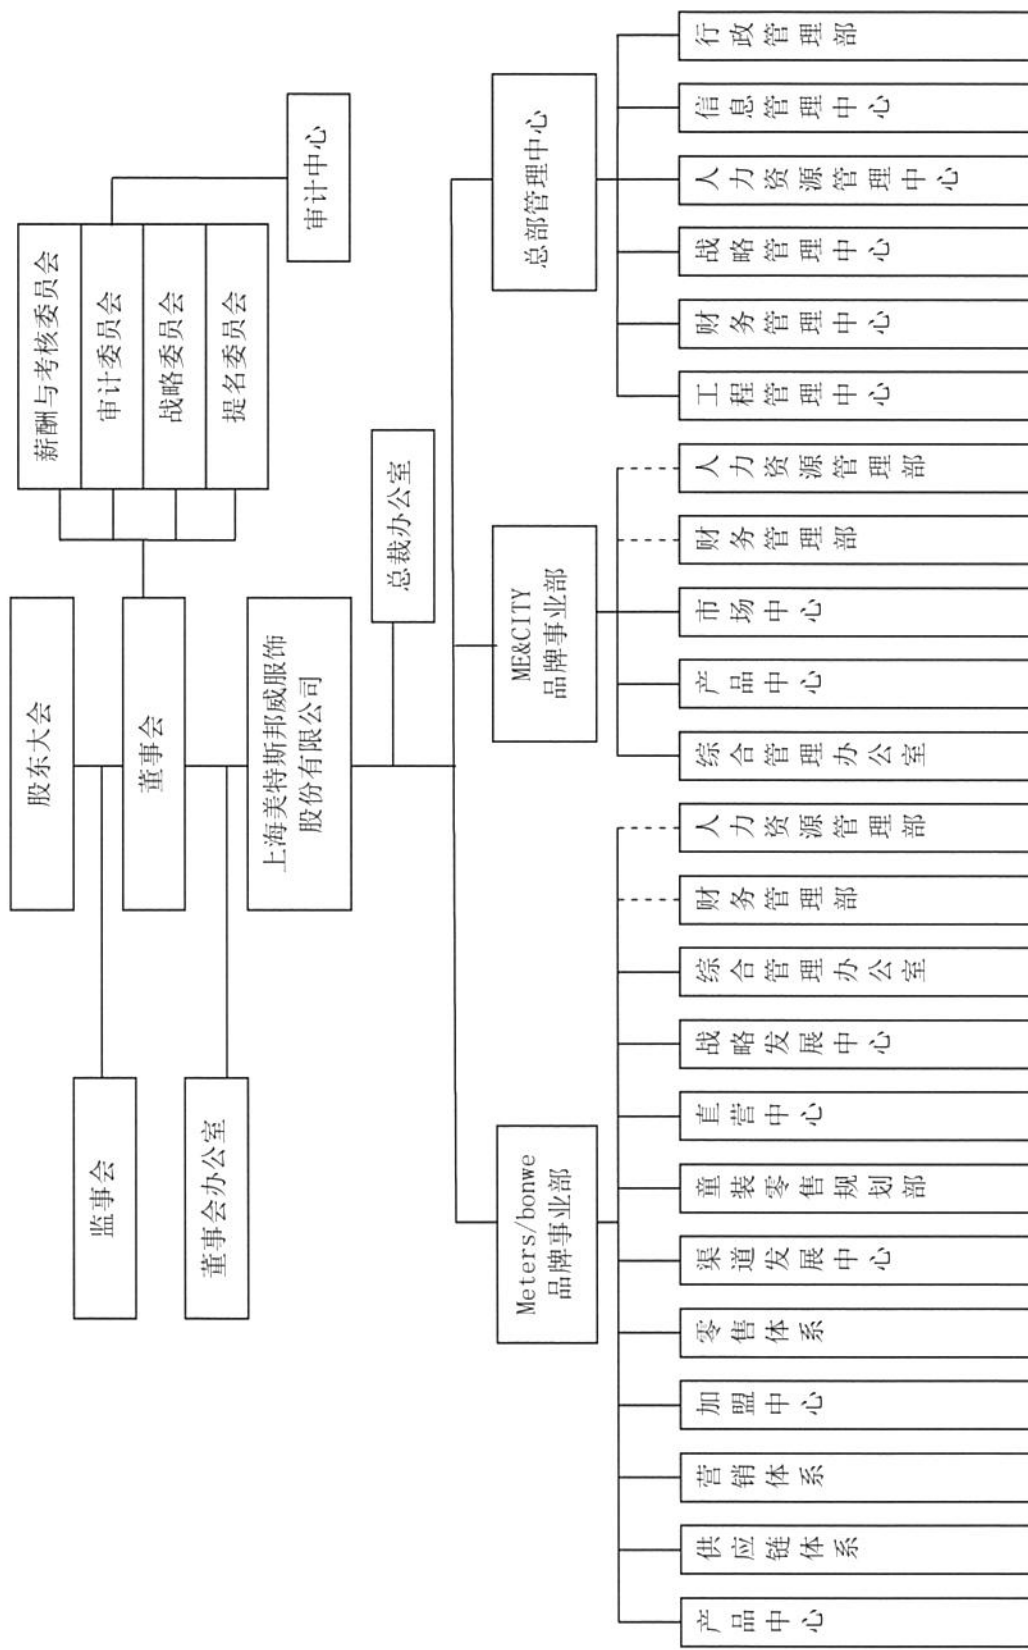 股东大会
监事会
董事会
薪酬与考核委员会
审计委员会
战略委员会
提名委员会
审计中心
董事会办公室
上海美特斯邦威服饰
股份有限公司
总裁办公室
Meters/bonwe
品牌事业部
ME&CITY
品牌事业部
总部管理中心
产品中心
供应链体系
营销体系
加盟中心
零售体系
渠道发展中心
童装零售规划部
直营中心
战略发展中心
综合管理办公室
财务管理部
人力资源管理部
综合管理办公室
产品中心
市场中心
财务管理部
人力资源管理部
工程管理中心
财务管理中心
战略管理中心
人力资源管理中心
信息管理中心
行政管理部